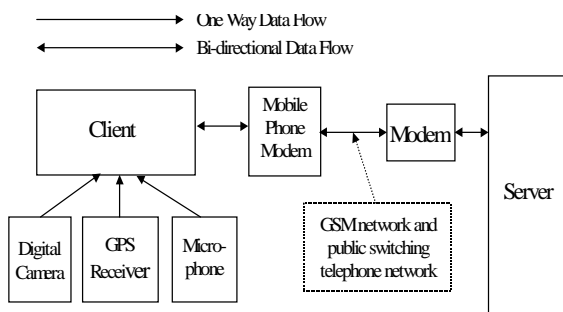 One Way Data Flow
Bi-directional Data Flow
Client
Mobile
Phone
Modem
Modem
Server
Digital
Camera
GPS
Receiver
Micro-
phone
GSM network and
public switching
telephone network